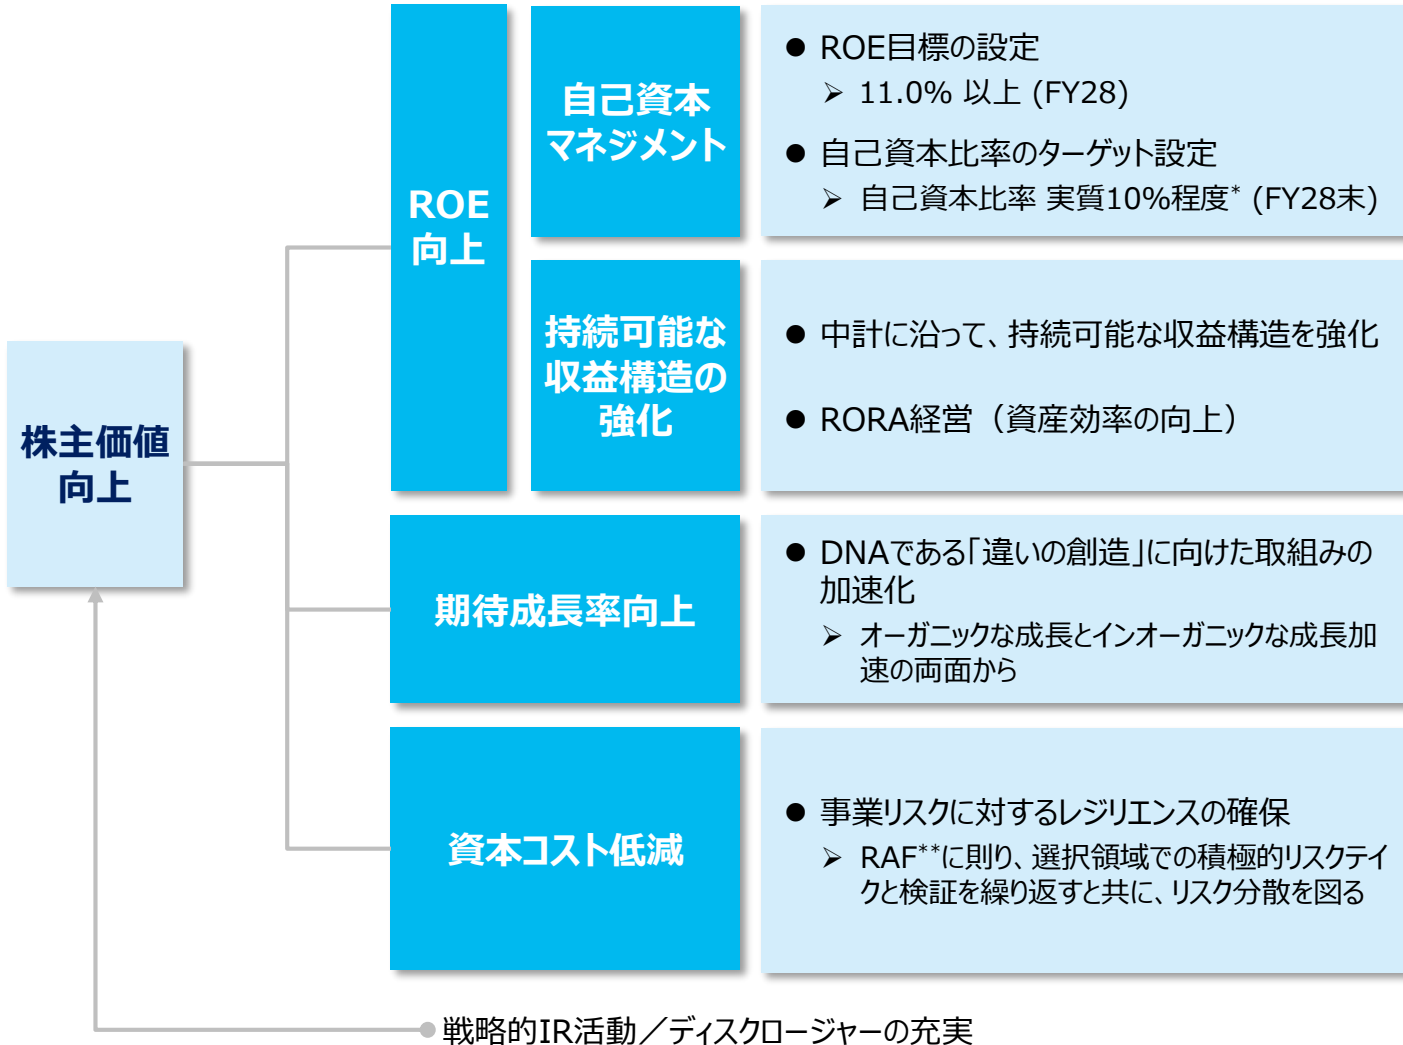 株主価値
向上
ROE
向上
自己資本
マネジメント
● ROE目標の設定
➢ 11.0% 以上 (FY28)
● 自己資本比率のターゲット設定
➢ 自己資本比率 実質10%程度* (FY28末)
持続可能な
収益構造の
強化
● 中計に沿って、持続可能な収益構造を強化
● RORA経営（資産効率の向上）
期待成長率向上
● DNAである「違いの創造」に向けた取組みの
加速化
➢ オーガニックな成長とインオーガニックな成長加
速の両面から
資本コスト低減
● 事業リスクに対するレジリエンスの確保
➢ RAF**に則り、選択領域での積極的リスクテイ
クと検証を繰り返すと共に、リスク分散を図る
戦略的IR活動／ディスクロージャーの充実